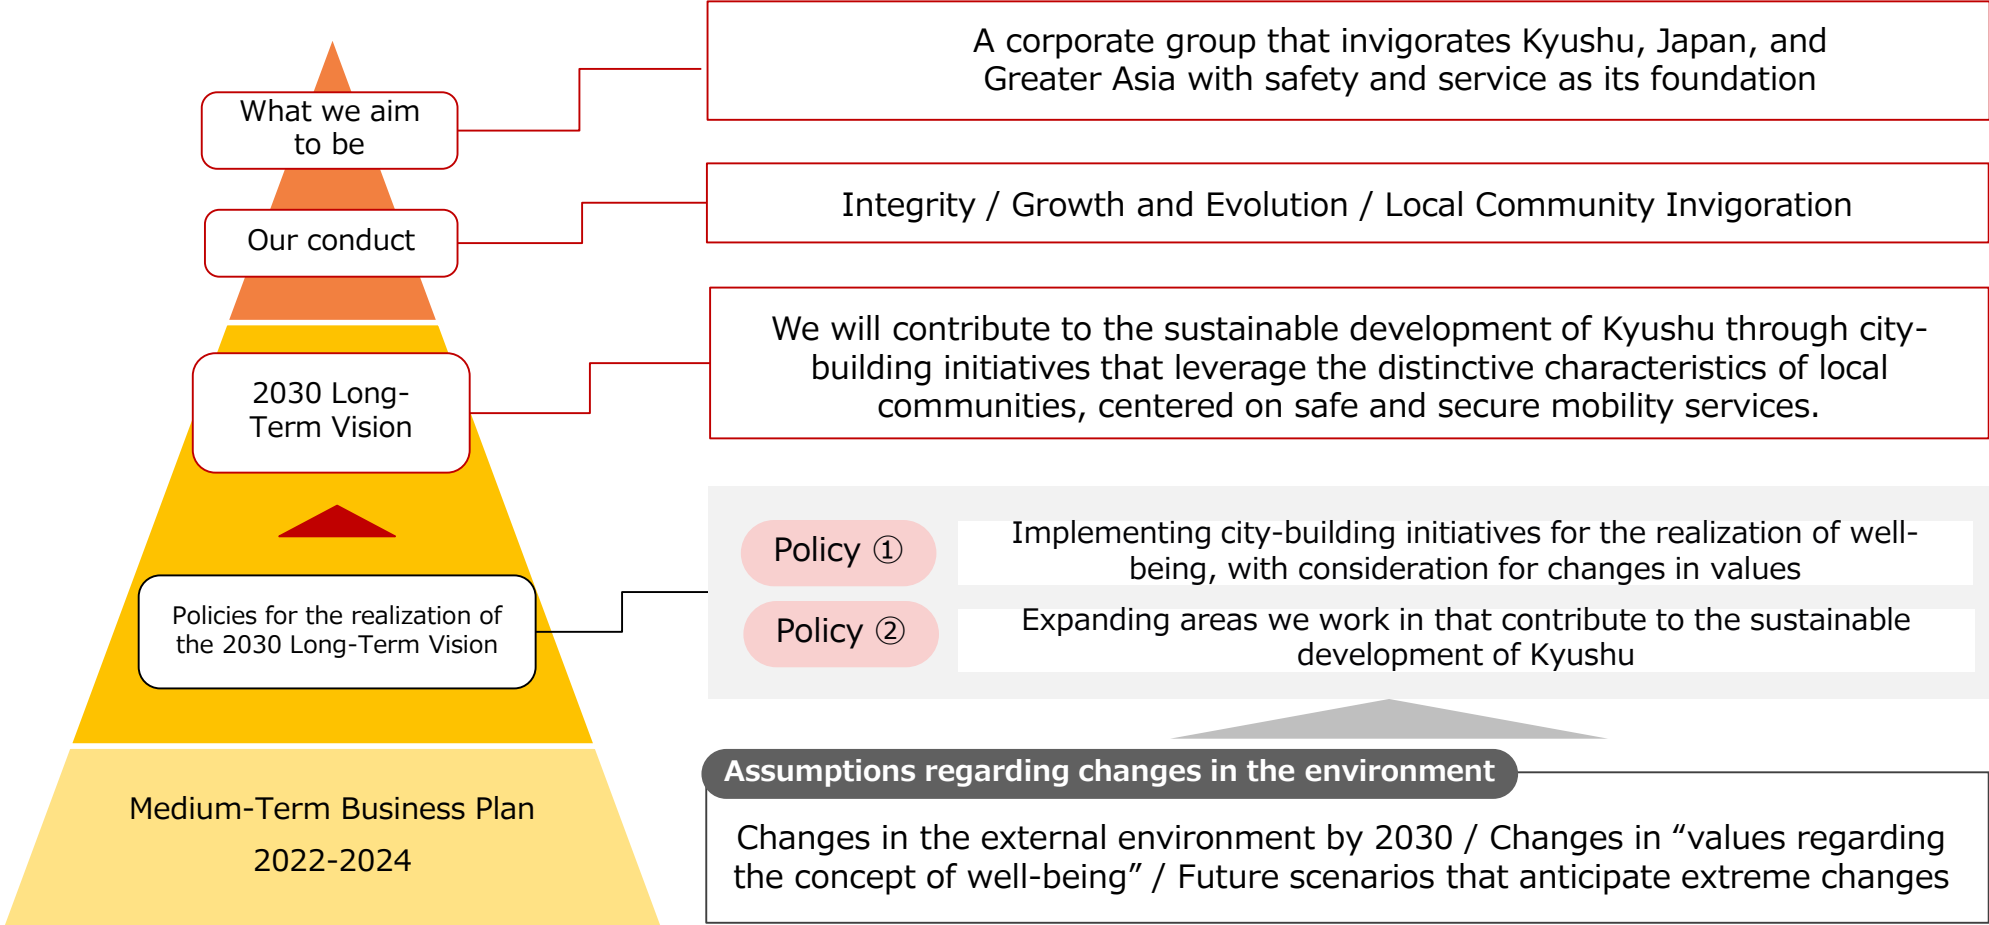 What we aim
to be
A corporate group that invigorates Kyushu, Japan, and
Greater Asia with safety and service as its foundation
Our conduct
Integrity / Growth and Evolution / Local Community Invigoration
2030 Long-
Term Vision
We will contribute to the sustainable development of Kyushu through city-
building initiatives that leverage the distinctive characteristics of local
communities, centered on safe and secure mobility services.
Policies for the realization of
the 2030 Long-Term Vision
Policy ①
Implementing city-building initiatives for the realization of well-
being, with consideration for changes in values
Policy ②
Expanding areas we work in that contribute to the sustainable
development of Kyushu
Medium-Term Business Plan
2022-2024
Assumptions regarding changes in the environment
Changes in the external environment by 2030 / Changes in “values regarding
the concept of well-being” / Future scenarios that anticipate extreme changes